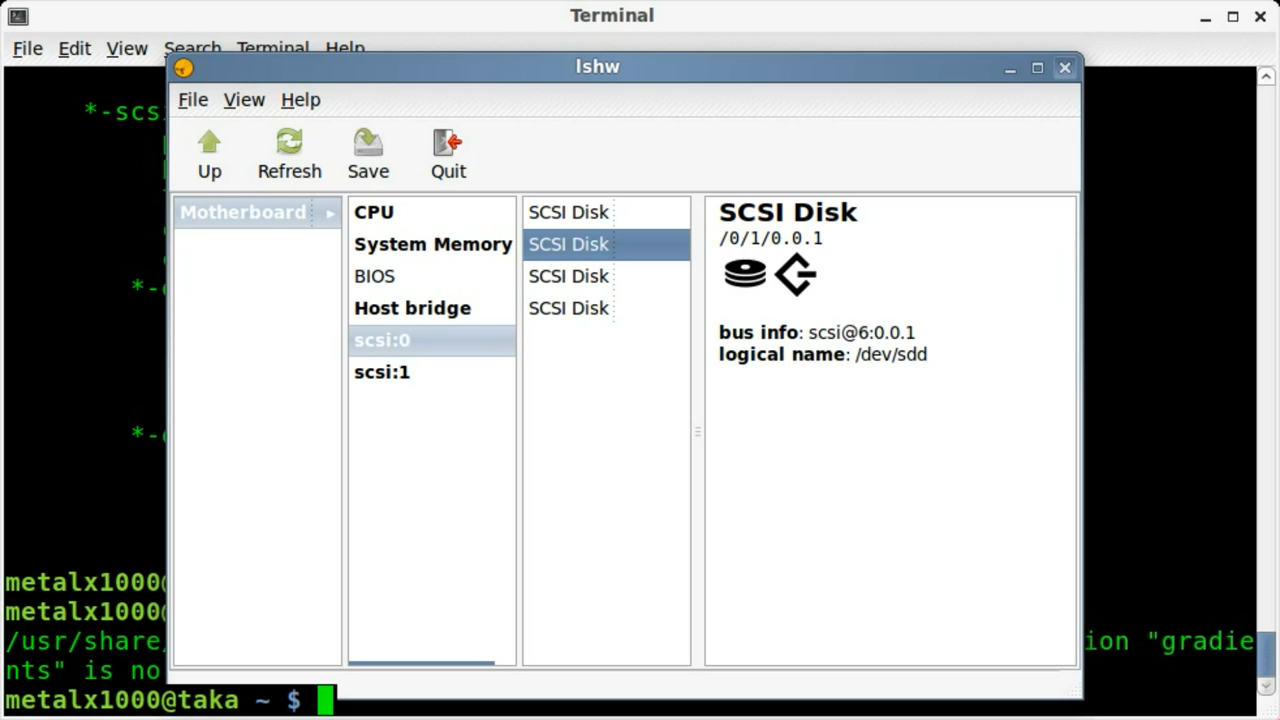 Terminal
File Edit View Search Terminal Help
lshw
File View Help
Up Refresh Save Quit
Motherboard
CPU
System Memory
BIOS
Host bridge
scsi:0
scsi:1
SCSI Disk
SCSI Disk
SCSI Disk
SCSI Disk
SCSI Disk
/0/1/0.0.1
bus info: scsi@6:0.0.1
logical name: /dev/sdd
*-scsi
metalx1000@
metalx1000@
/usr/share/ ion "gradie
nts" is no
metalx1000@taka ~ $